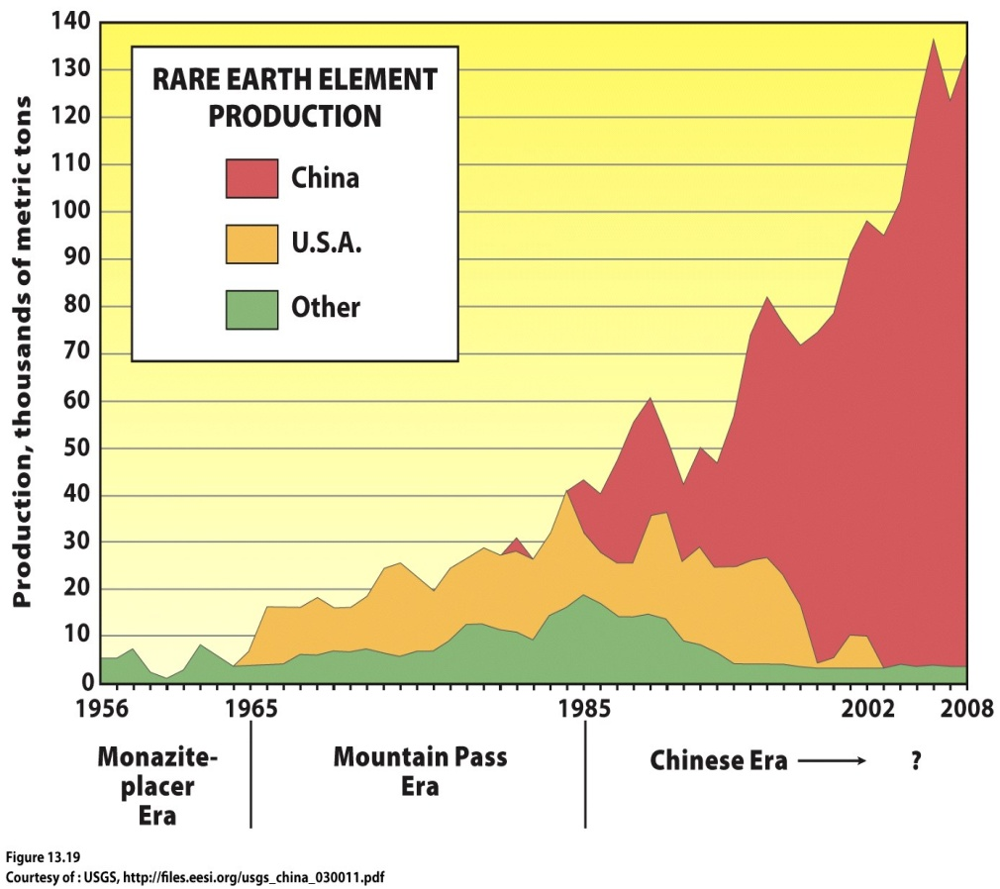 RARE EARTH ELEMENT
PRODUCTION
China
U.S.A.
Other
Production, thousands of metric tons
140
130
120
110
100
90
80
70
60
50
40
30
20
10
0
1956 1965 1985 2002 2008
Monazite-
placer
Era
Mountain Pass
Era
Chinese Era → ?
Figure 13.19
Courtesy of : USGS, http://files.eesi.org/usgs_china_030011.pdf